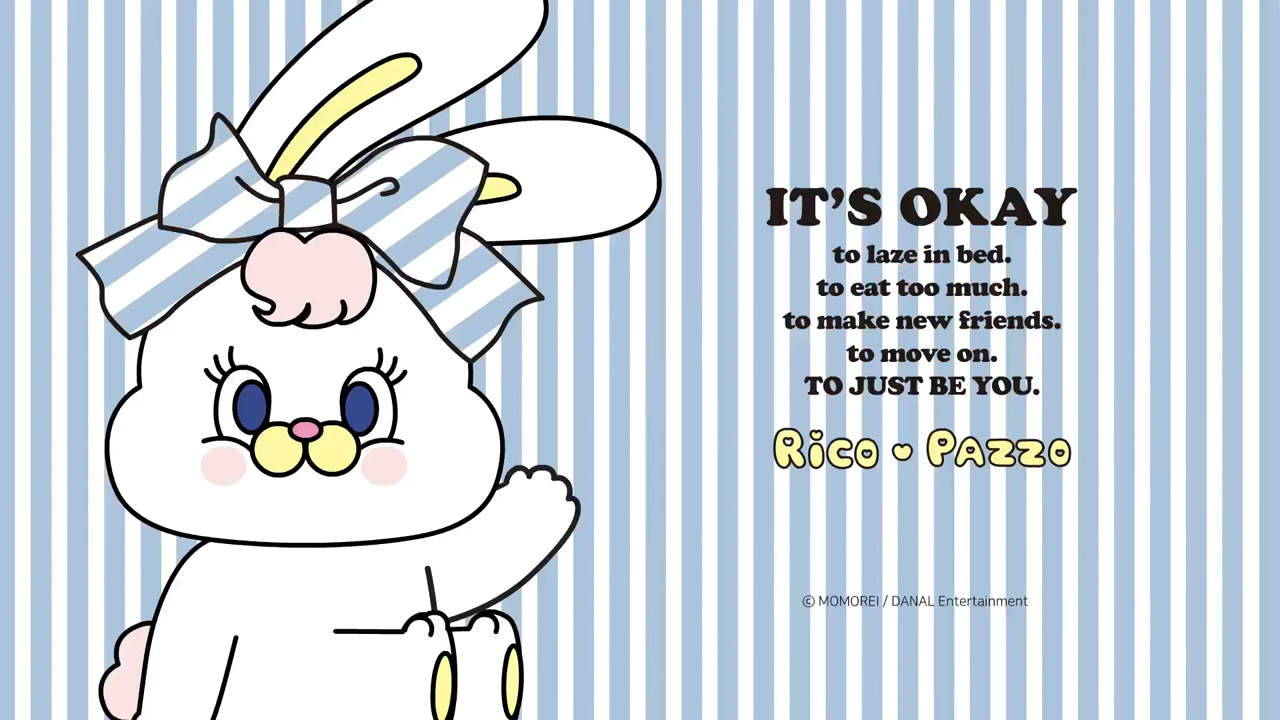 IT'S OKAY
to laze in bed.
to eat too much.
to make new friends.
to move on.
TO JUST BE YOU.
Rico Pazzo
© MOMOREI / DANAL Entertainment